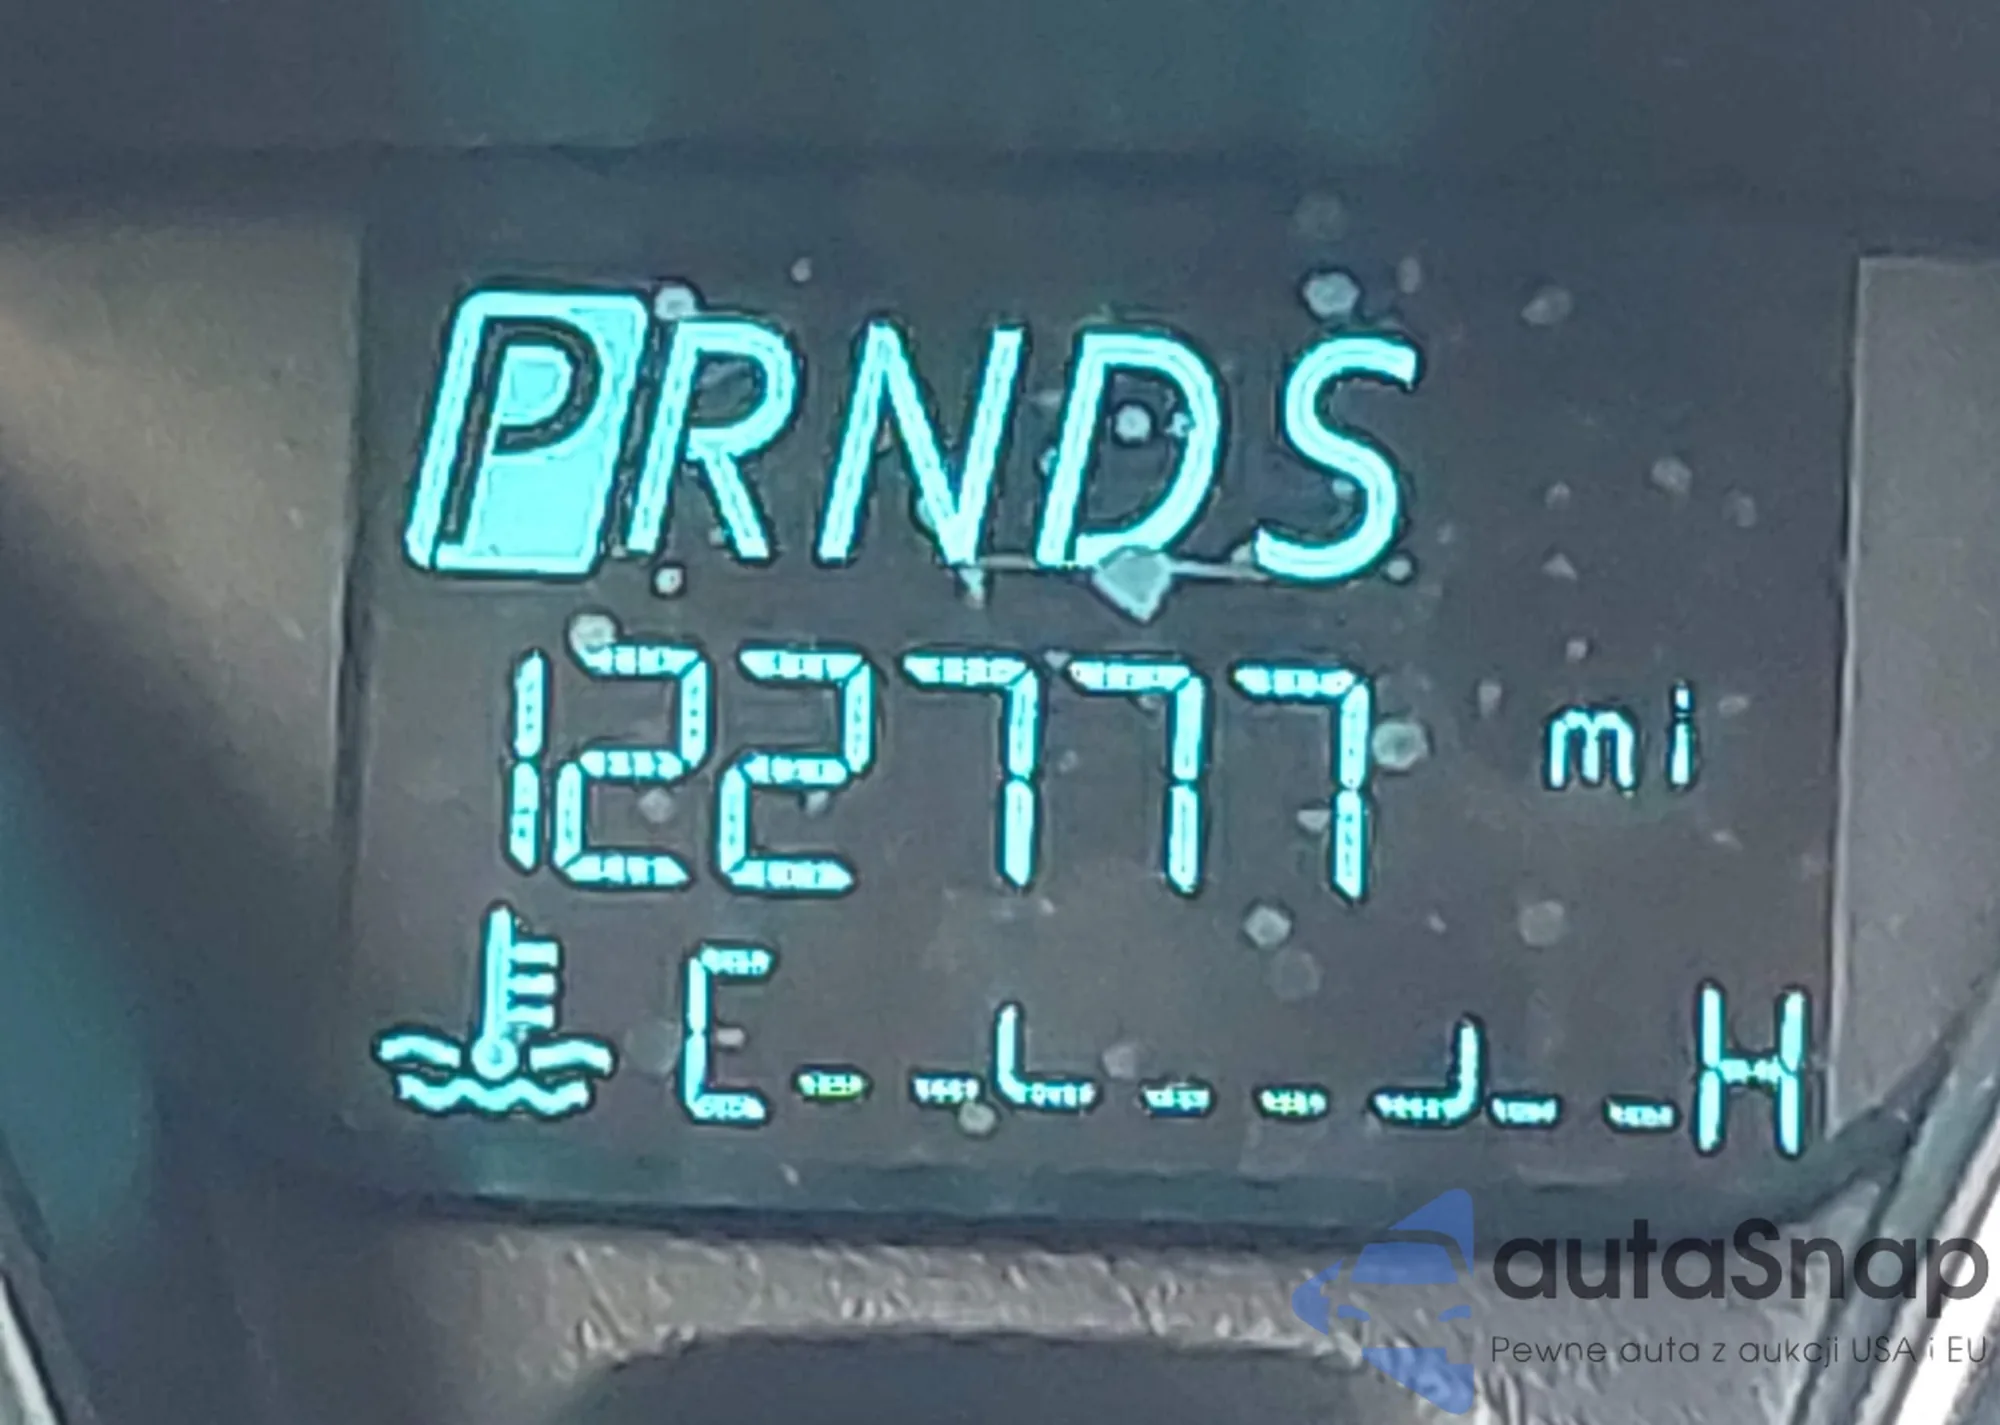 PRNDS
122777 mi
C H
autaSnap
Pewne auta z aukcji USA i EU